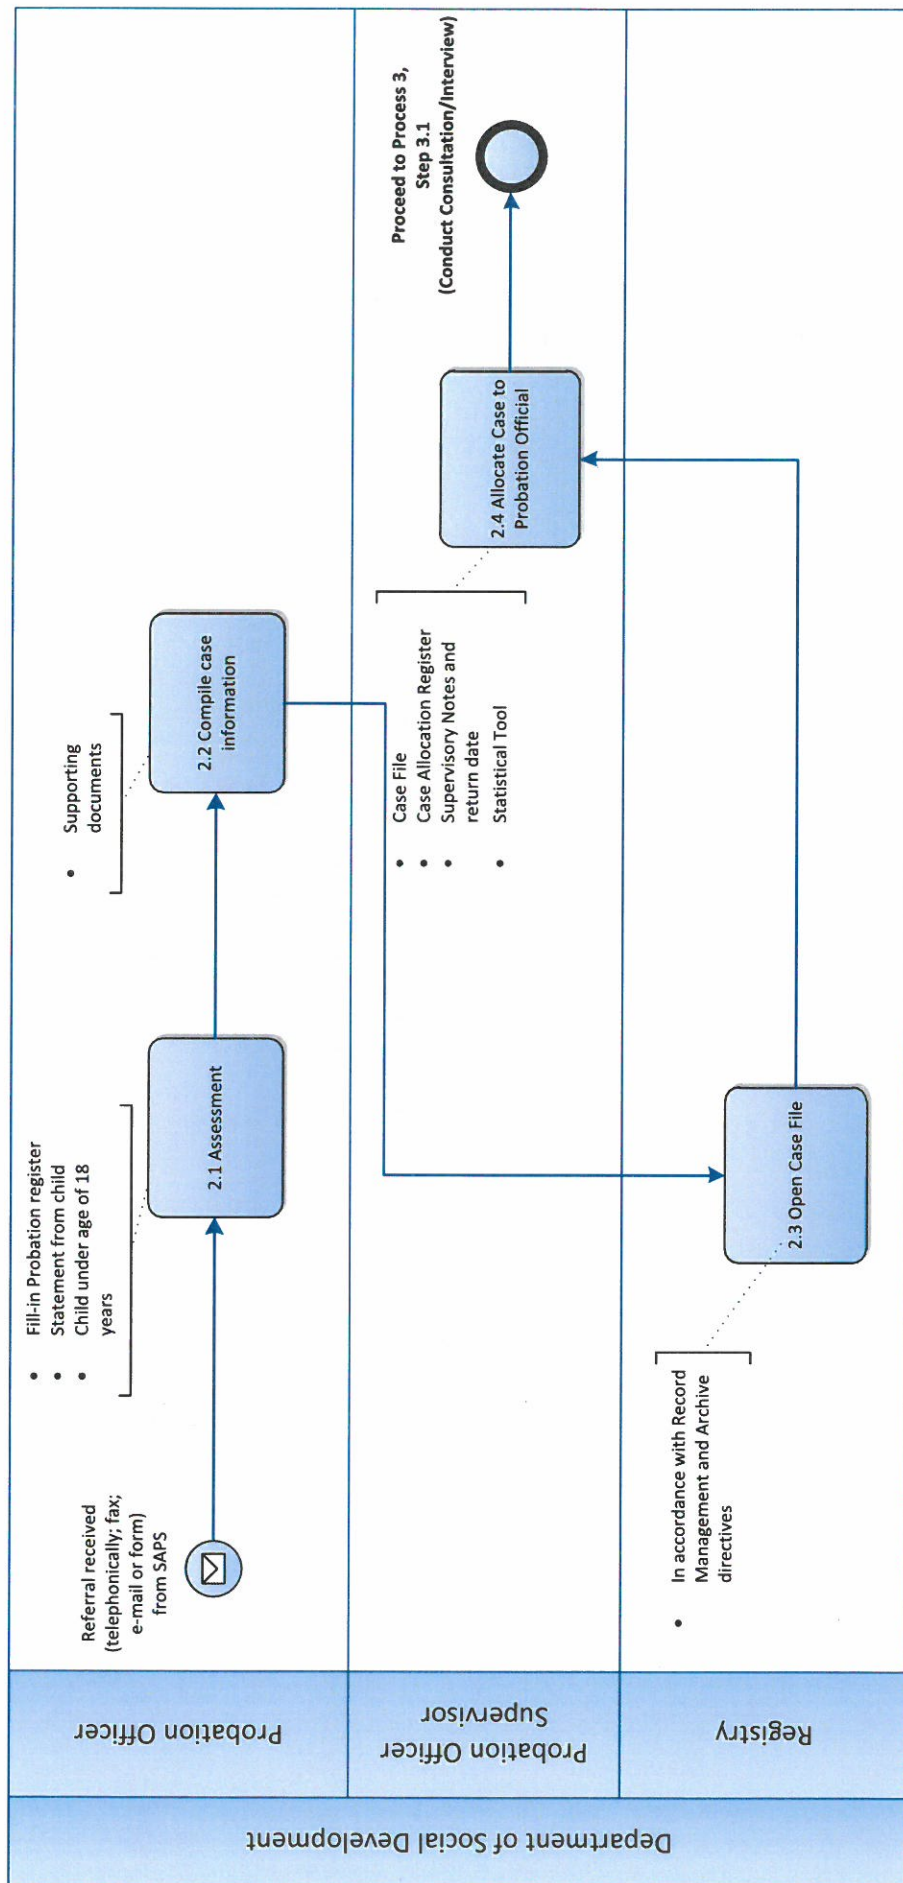 Department of Social Development
Probation Officer
Referral received
(telephonically; fax;
e-mail or form)
from SAPS
• Fill-in Probation register
• Statement from child
• Child under age of 18
years
2.1 Assessment
• Supporting
documents
2.2 Compile case
information
Probation Officer
Supervisor
• Case File
• Case Allocation Register
• Supervisory Notes and
return date
• Statistical Tool
2.4 Allocate Case to
Probation Official
Proceed to Process 3,
Step 3.1
(Conduct Consultation/Interview)
Registry
• In accordance with Record
Management and Archive
directives
2.3 Open Case File